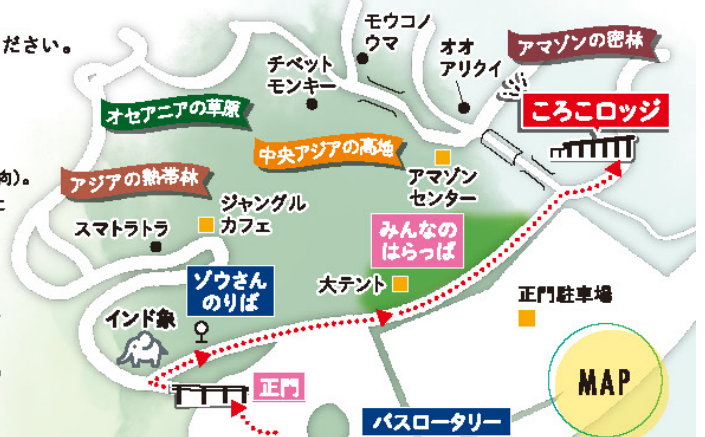 ださい。
モウコノ
ウマ
オオ
アリクイ
アマゾンの密林
チベット
モンキー
ころころッジ
オセアニアの草原
中央アジアの高地
アマゾン
センター
向)。
アジアの熱帯林
ジャングル
カフェ
スマトラトラ
みんなの
はらっぱ
ゾウさん
のりば
大テント
正門駐車場
インド象
正門
MAP
バスロータリー